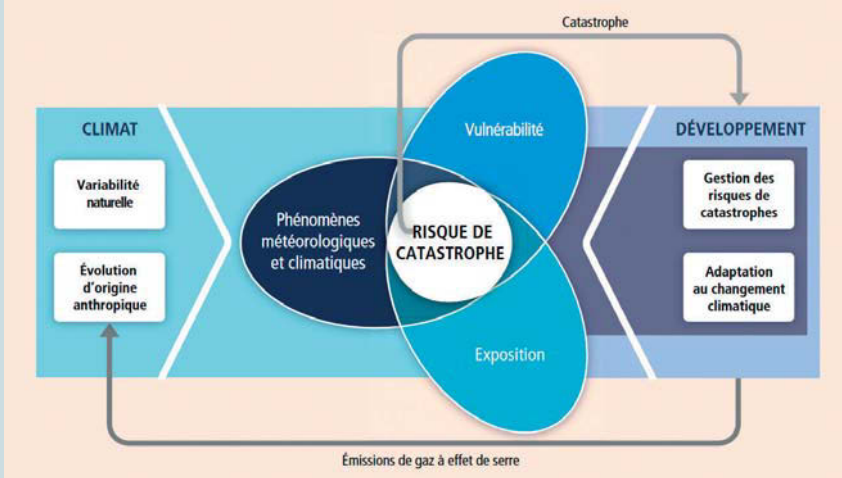 Catastrophe
CLIMAT
Variabilité
naturelle
Évolution
d'origine
anthropique
Phénomènes
météorologiques
et climatiques
Vulnérabilité
RISQUE DE
CATASTROPHE
Exposition
DÉVELOPPEMENT
Gestion des
risques de
catastrophes
Adaptation
au changement
climatique
Émissions de gaz à effet de serre